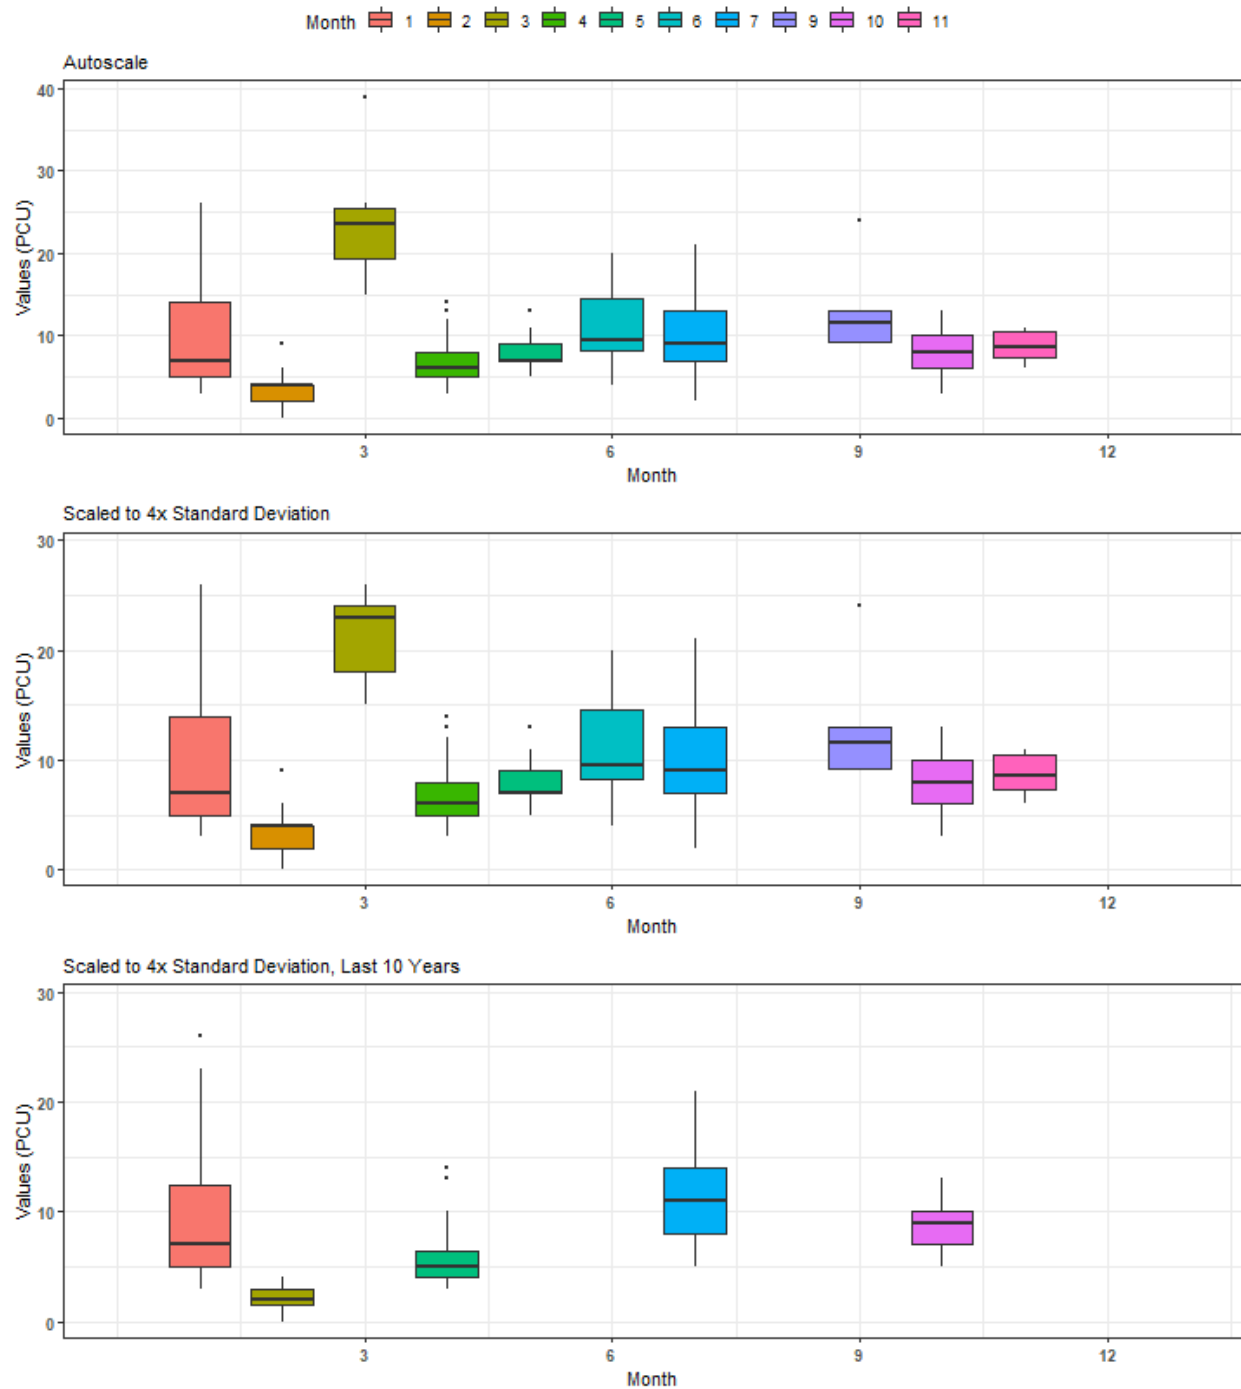 Month 1 2 3 4 5 6 7 9 10 11
Autoscale
Values (PCU)
40
30
20
10
0
3 6 9 12
Month
Scaled to 4x Standard Deviation
Values (PCU)
30
20
10
0
3 6 9 12
Month
Scaled to 4x Standard Deviation, Last 10 Years
Values (PCU)
30
20
10
0
3 6 9 12
Month